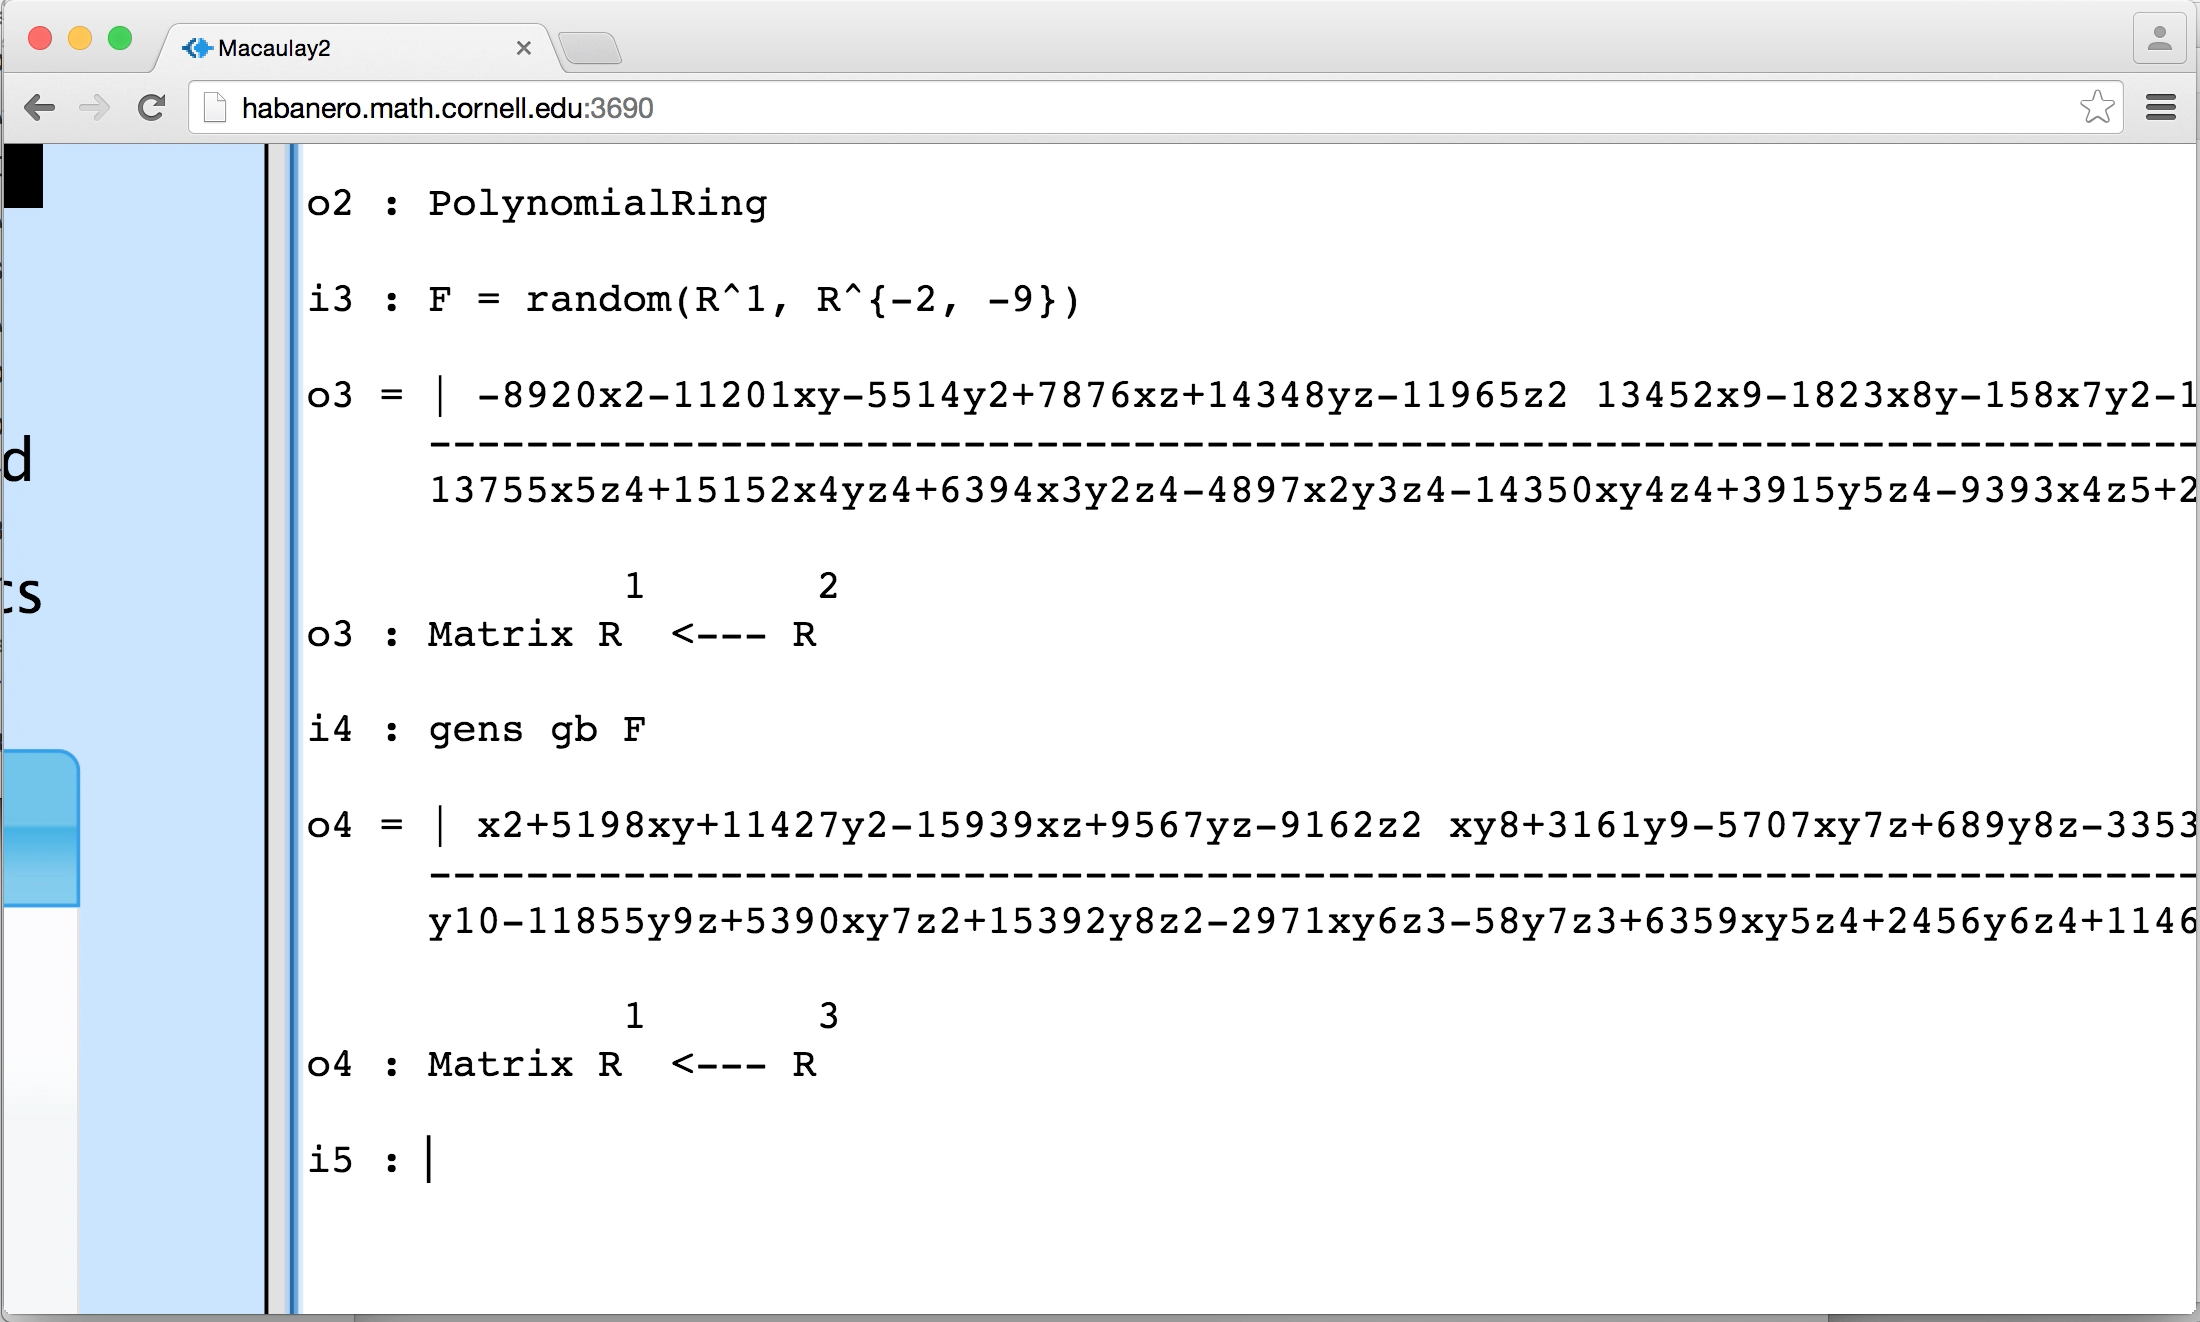 Macaulay2
habanero.math.cornell.edu:3690
d
cs
o2 : PolynomialRing
i3 : F = random(R^1, R^{-2, -9})
o3 = | -8920x2-11201xy-5514y2+7876xz+14348yz-11965z2 13452x9-1823x8y-158x7y2-1
-------------------------------------------------------------------------
13755x5z4+15152x4yz4+6394x3y2z4-4897x2y3z4-14350xy4z4+3915y5z4-9393x4z5+2
1 2
o3 : Matrix R <--- R
i4 : gens gb F
o4 = | x2+5198xy+11427y2-15939xz+9567yz-9162z2 xy8+3161y9-5707xy7z+689y8z-3353
-------------------------------------------------------------------------
y10-11855y9z+5390xy7z2+15392y8z2-2971xy6z3-58y7z3+6359xy5z4+2456y6z4+1146
1 3
o4 : Matrix R <--- R
i5 :